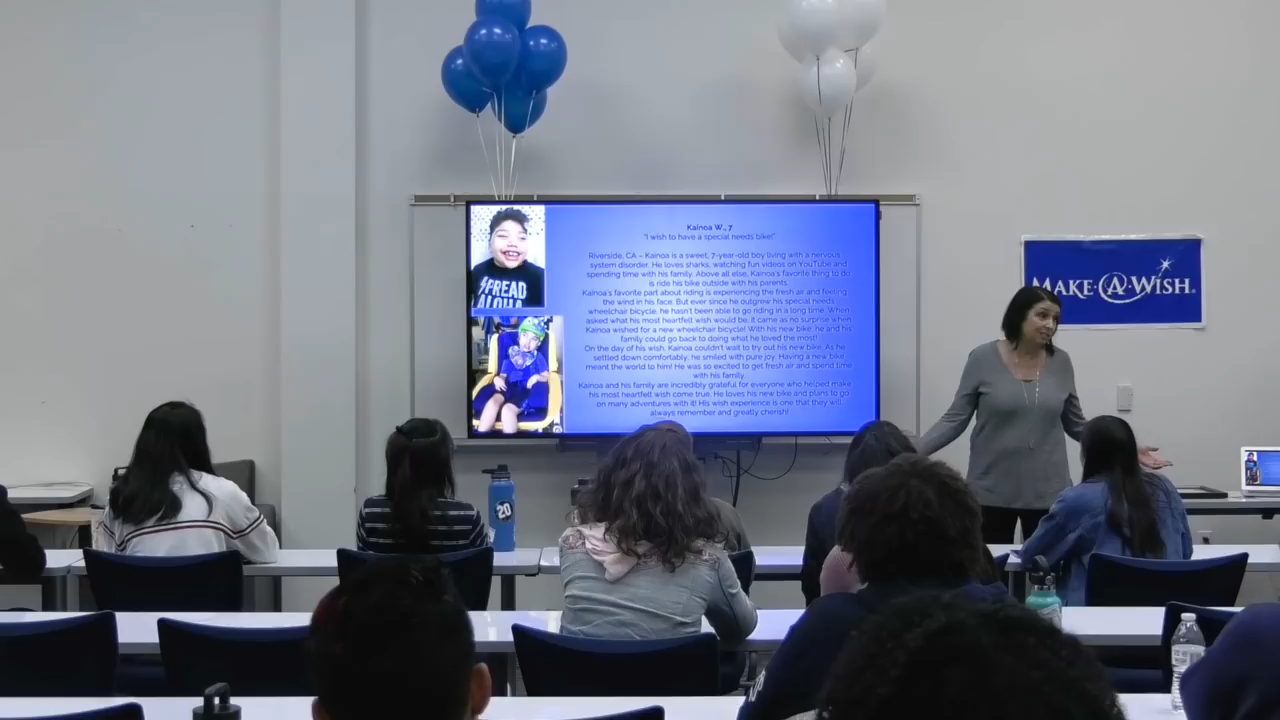 Kainoa W., 7
"I wish to have a special needs bike!"
Riverside, CA – Kainoa is a sweet, 7-year-old boy living with a nervous
system disorder. He loves sharks, watching fun videos on YouTube and
spending time with his family. Above all else, Kainoa's favorite thing to do
is ride his bike outside with his parents.
Kainoa's favorite part about riding is experiencing the fresh air and feeling
the wind in his face. But ever since he outgrew his special needs
wheelchair bicycle, he hasn't been able to go riding in a long time. When
asked what his most heartfelt wish would be, it came as no surprise when
Kainoa wished for a new wheelchair bicycle! With his new bike, he and his
family could go back to doing what he loved the most!
On the day of his wish, Kainoa couldn't wait to try out his new bike. As he
settled down comfortably, he smiled with pure joy. Having a new bike
meant the world to him! He was so excited to get fresh air and spend time
with his family.
Kainoa and his family are incredibly grateful for everyone who helped make
his most heartfelt wish come true. He loves his new bike and plans to go
on many adventures with it! His wish experience is one that they will
always remember and greatly cherish!
SPREAD
ALOHA
MAKE·A·WISH®
20